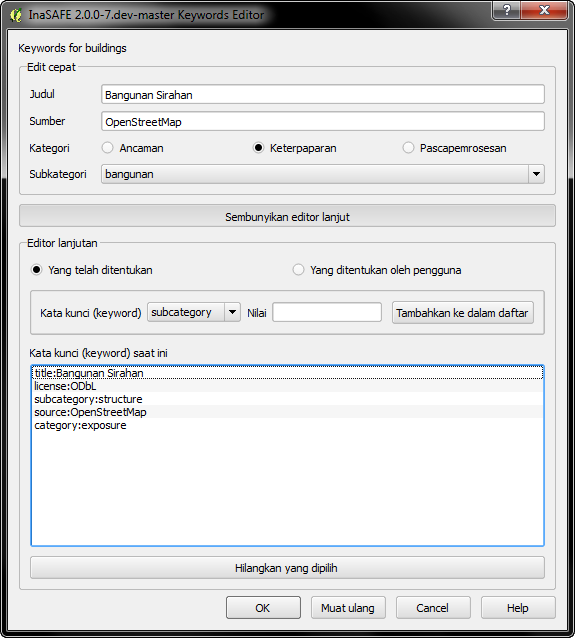 InaSAFE 2.0.0-7.dev-master Keywords Editor
Keywords for buildings
Edit cepat
Judul Bangunan Sirahan
Sumber OpenStreetMap
Kategori Ancaman Keterpaparan Pascapemrosesan
Subkategori bangunan
Sembunyikan editor lanjut
Editor lanjutan
Yang telah ditentukan Yang ditentukan oleh pengguna
Kata kunci (keyword) subcategory Nilai Tambahkan ke dalam daftar
Kata kunci (keyword) saat ini
title:Bangunan Sirahan
license:ODbL
subcategory:structure
source:OpenStreetMap
category:exposure
Hilangkan yang dipilih
OK Muat ulang Cancel Help